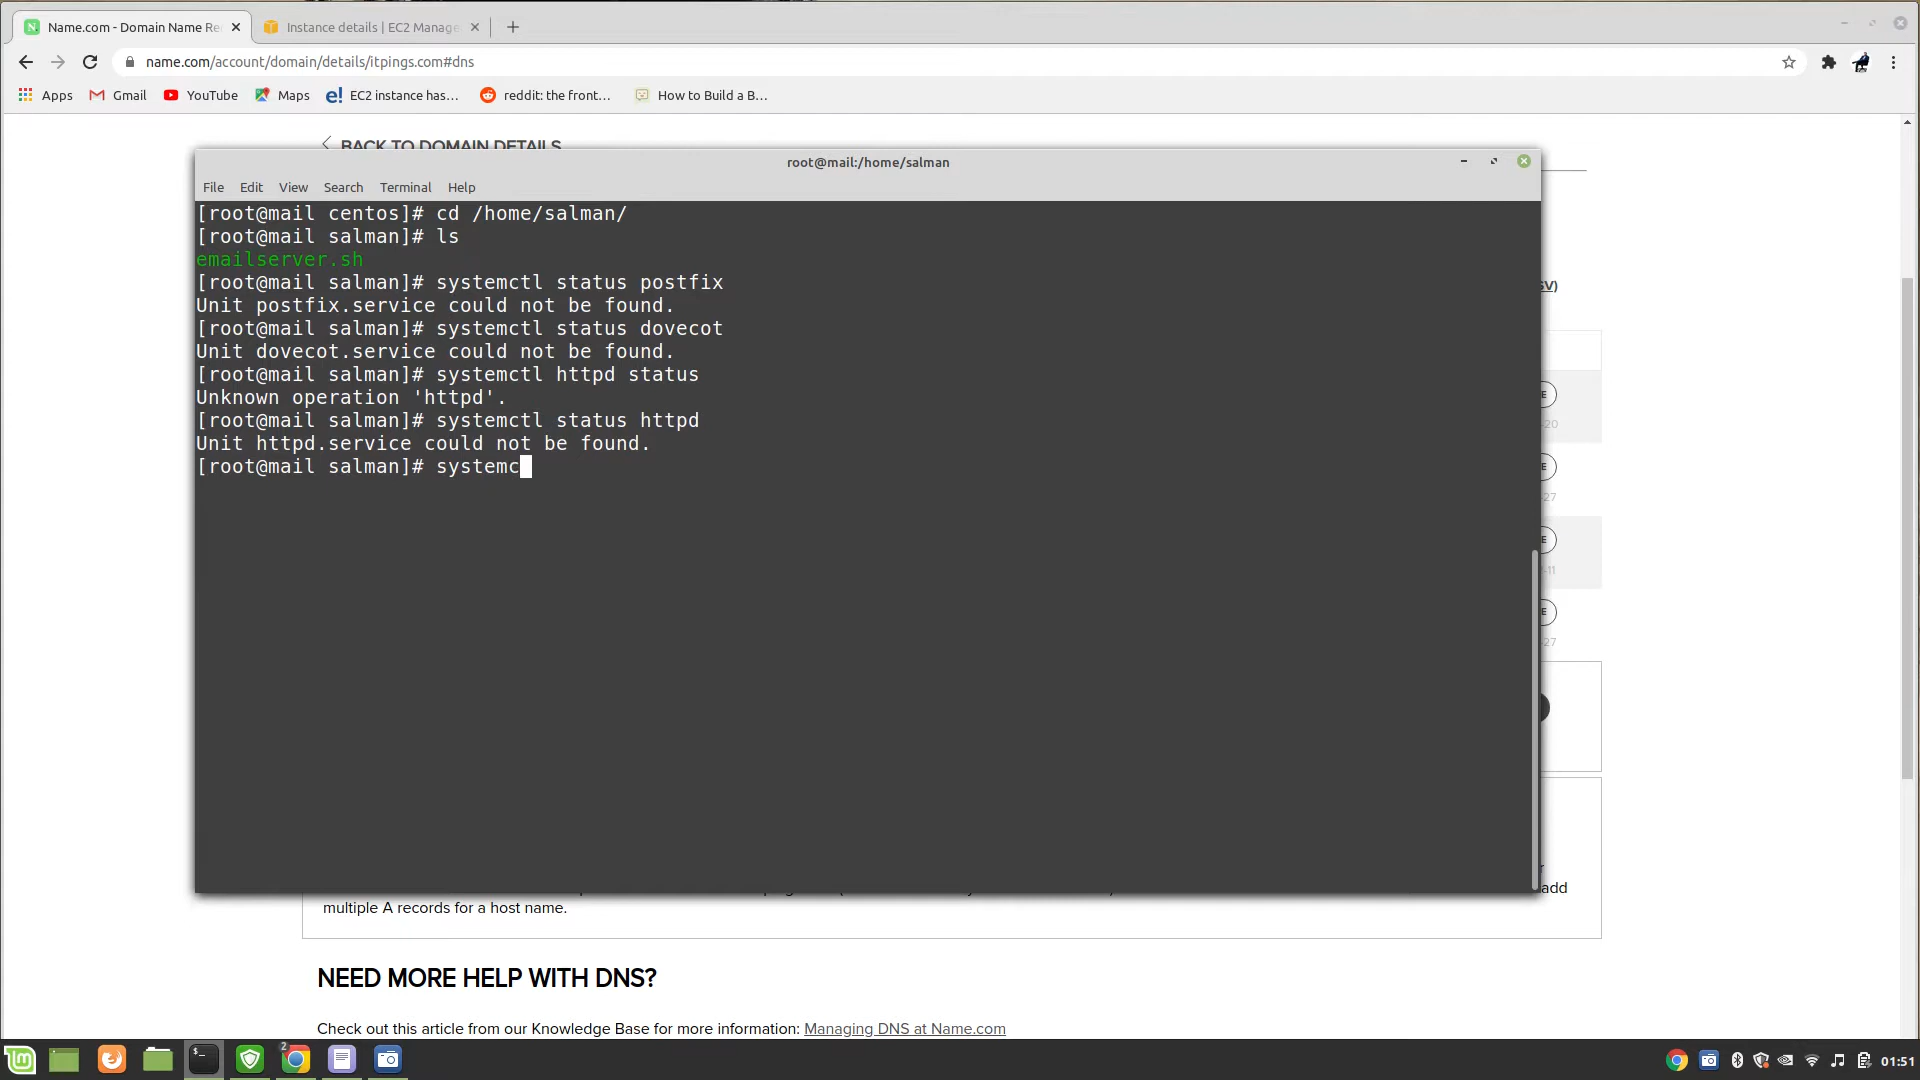 Name.com - Domain Name Re
Instance details | EC2 Manage
name.com/account/domain/details/itpings.com#dns
Apps
Gmail
YouTube
Maps
EC2 instance has...
reddit: the front...
How to Build a B...
BACK TO DOMAIN DETAILS
root@mail:/home/salman
File Edit View Search Terminal Help
[root@mail centos]# cd /home/salman/
[root@mail salman]# ls
emailserver.sh
[root@mail salman]# systemctl status postfix
Unit postfix.service could not be found.
[root@mail salman]# systemctl status dovecot
Unit dovecot.service could not be found.
[root@mail salman]# systemctl httpd status
Unknown operation 'httpd'.
[root@mail salman]# systemctl status httpd
Unit httpd.service could not be found.
[root@mail salman]# systemc
SV)
E
-20
E
-27
E
-11
E
-27
add
multiple A records for a host name.
NEED MORE HELP WITH DNS?
Check out this article from our Knowledge Base for more information: Managing DNS at Name.com
2
01:51